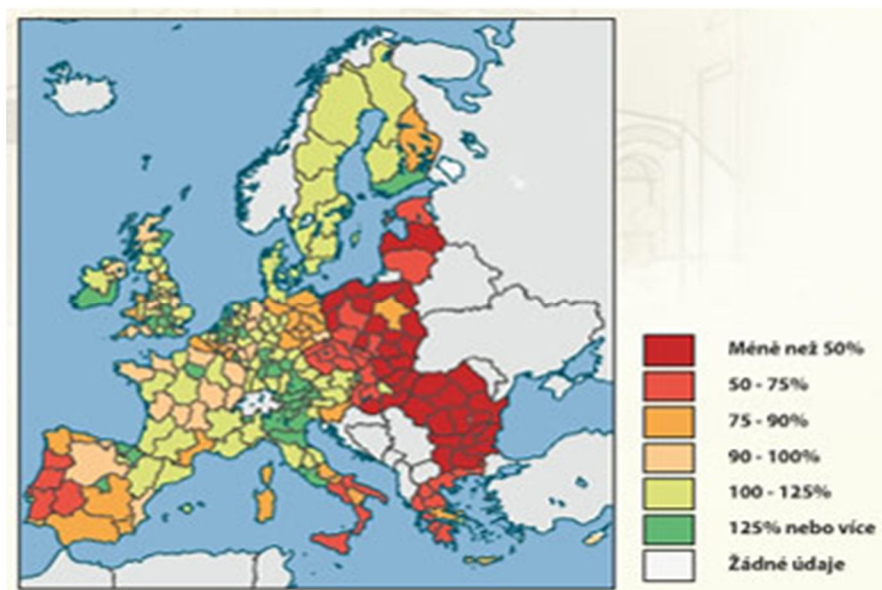 Méně než 50%
50 - 75%
75 - 90%
90 - 100%
100 - 125%
125% nebo více
Žádné údaje